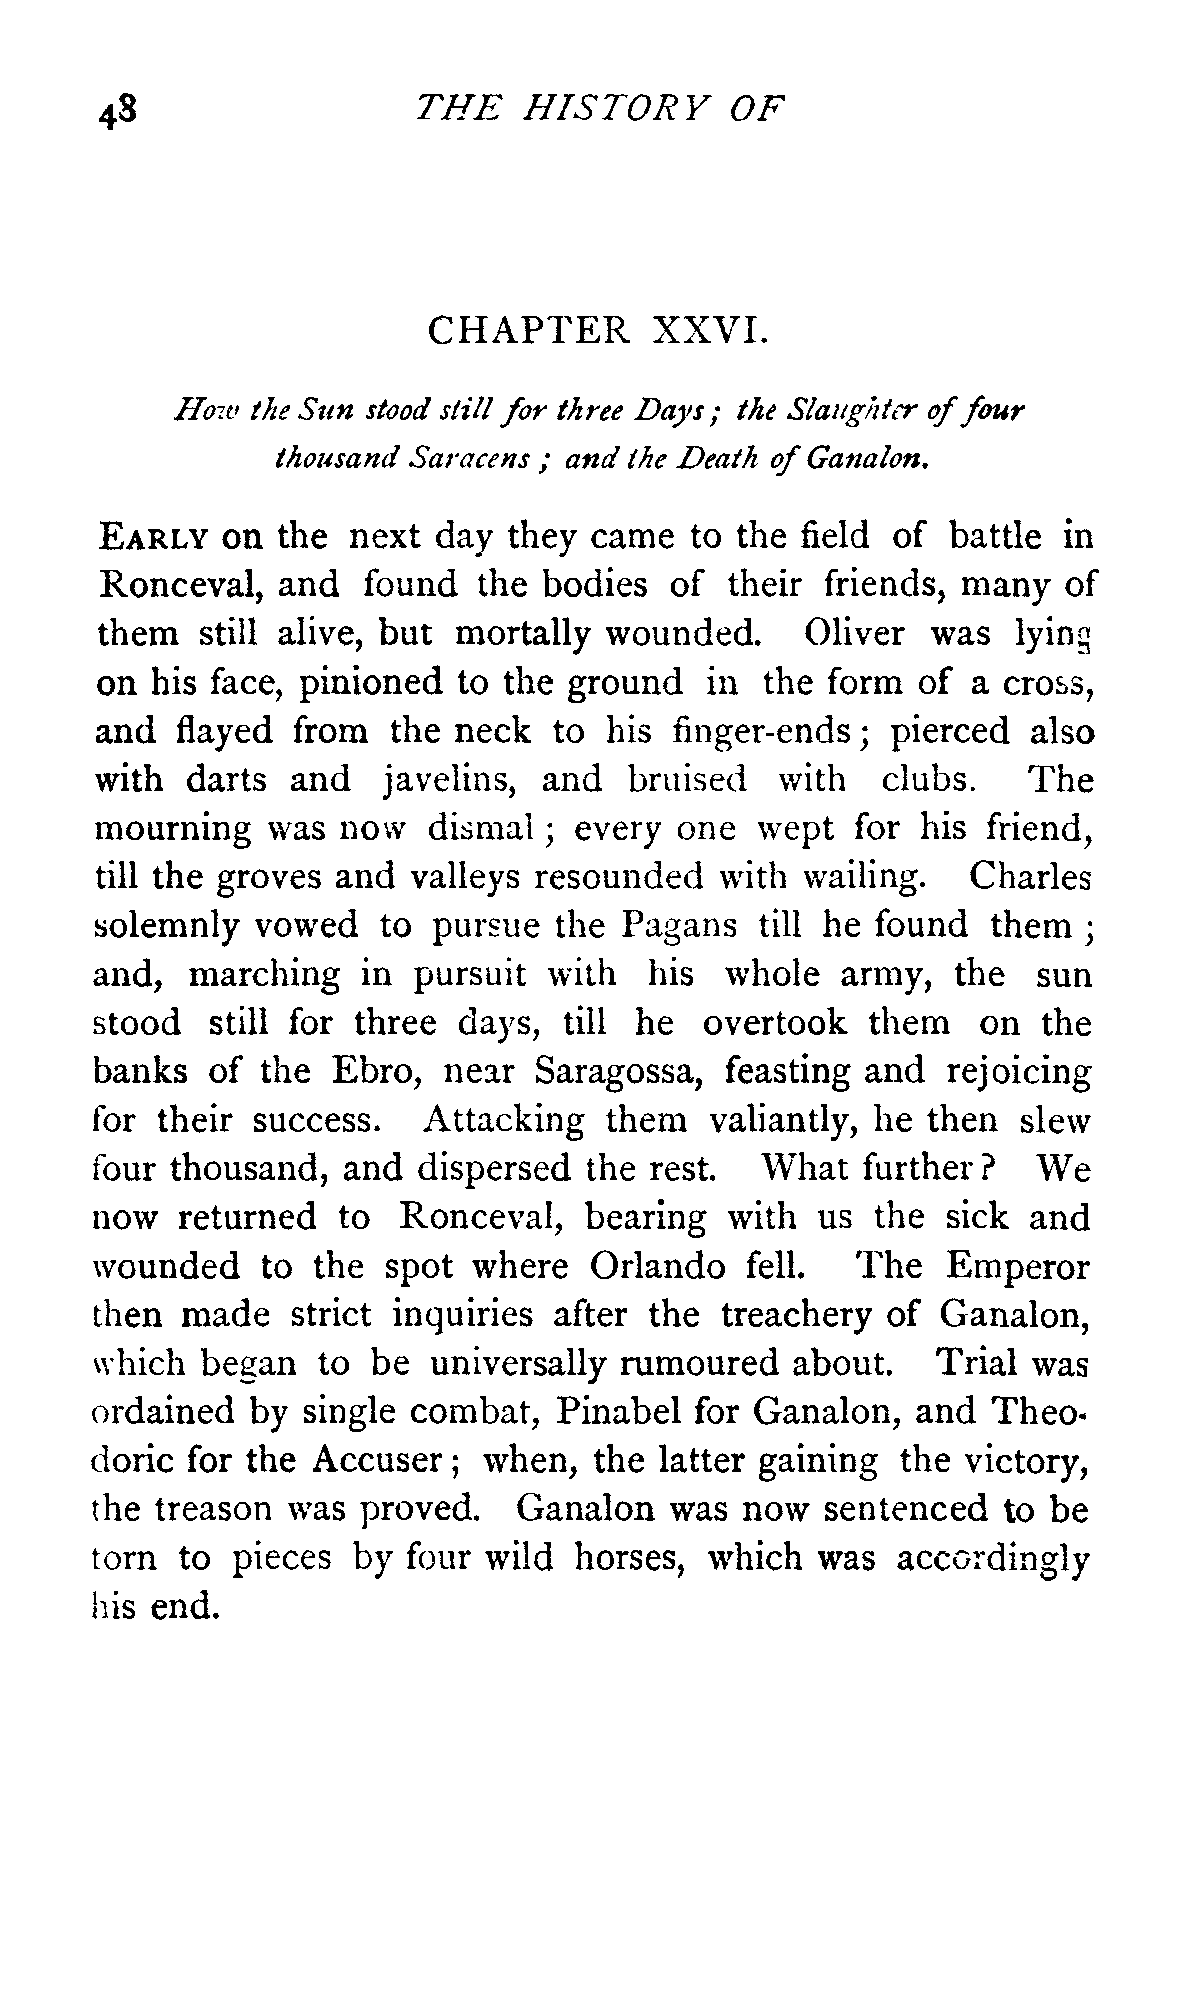 48 THE HISTORY OF
CHAPTER XXVI.
How the Sun stood still for three Days; the Slaughter of four
thousand Saracens; and the Death of Ganalon.
EARLY on the next day they came to the field of battle in
Ronceval, and found the bodies of their friends, many of
them still alive, but mortally wounded. Oliver was lying
on his face, pinioned to the ground in the form of a cross,
and flayed from the neck to his finger-ends; pierced also
with darts and javelins, and bruised with clubs. The
mourning was now dismal; every one wept for his friend,
till the groves and valleys resounded with wailing. Charles
solemnly vowed to pursue the Pagans till he found them;
and, marching in pursuit with his whole army, the sun
stood still for three days, till he overtook them on the
banks of the Ebro, near Saragossa, feasting and rejoicing
for their success. Attacking them valiantly, he then slew
four thousand, and dispersed the rest. What further? We
now returned to Ronceval, bearing with us the sick and
wounded to the spot where Orlando fell. The Emperor
then made strict inquiries after the treachery of Ganalon,
which began to be universally rumoured about. Trial was
ordained by single combat, Pinabel for Ganalon, and Theo-
doric for the Accuser; when, the latter gaining the victory,
the treason was proved. Ganalon was now sentenced to be
torn to pieces by four wild horses, which was accordingly
his end.